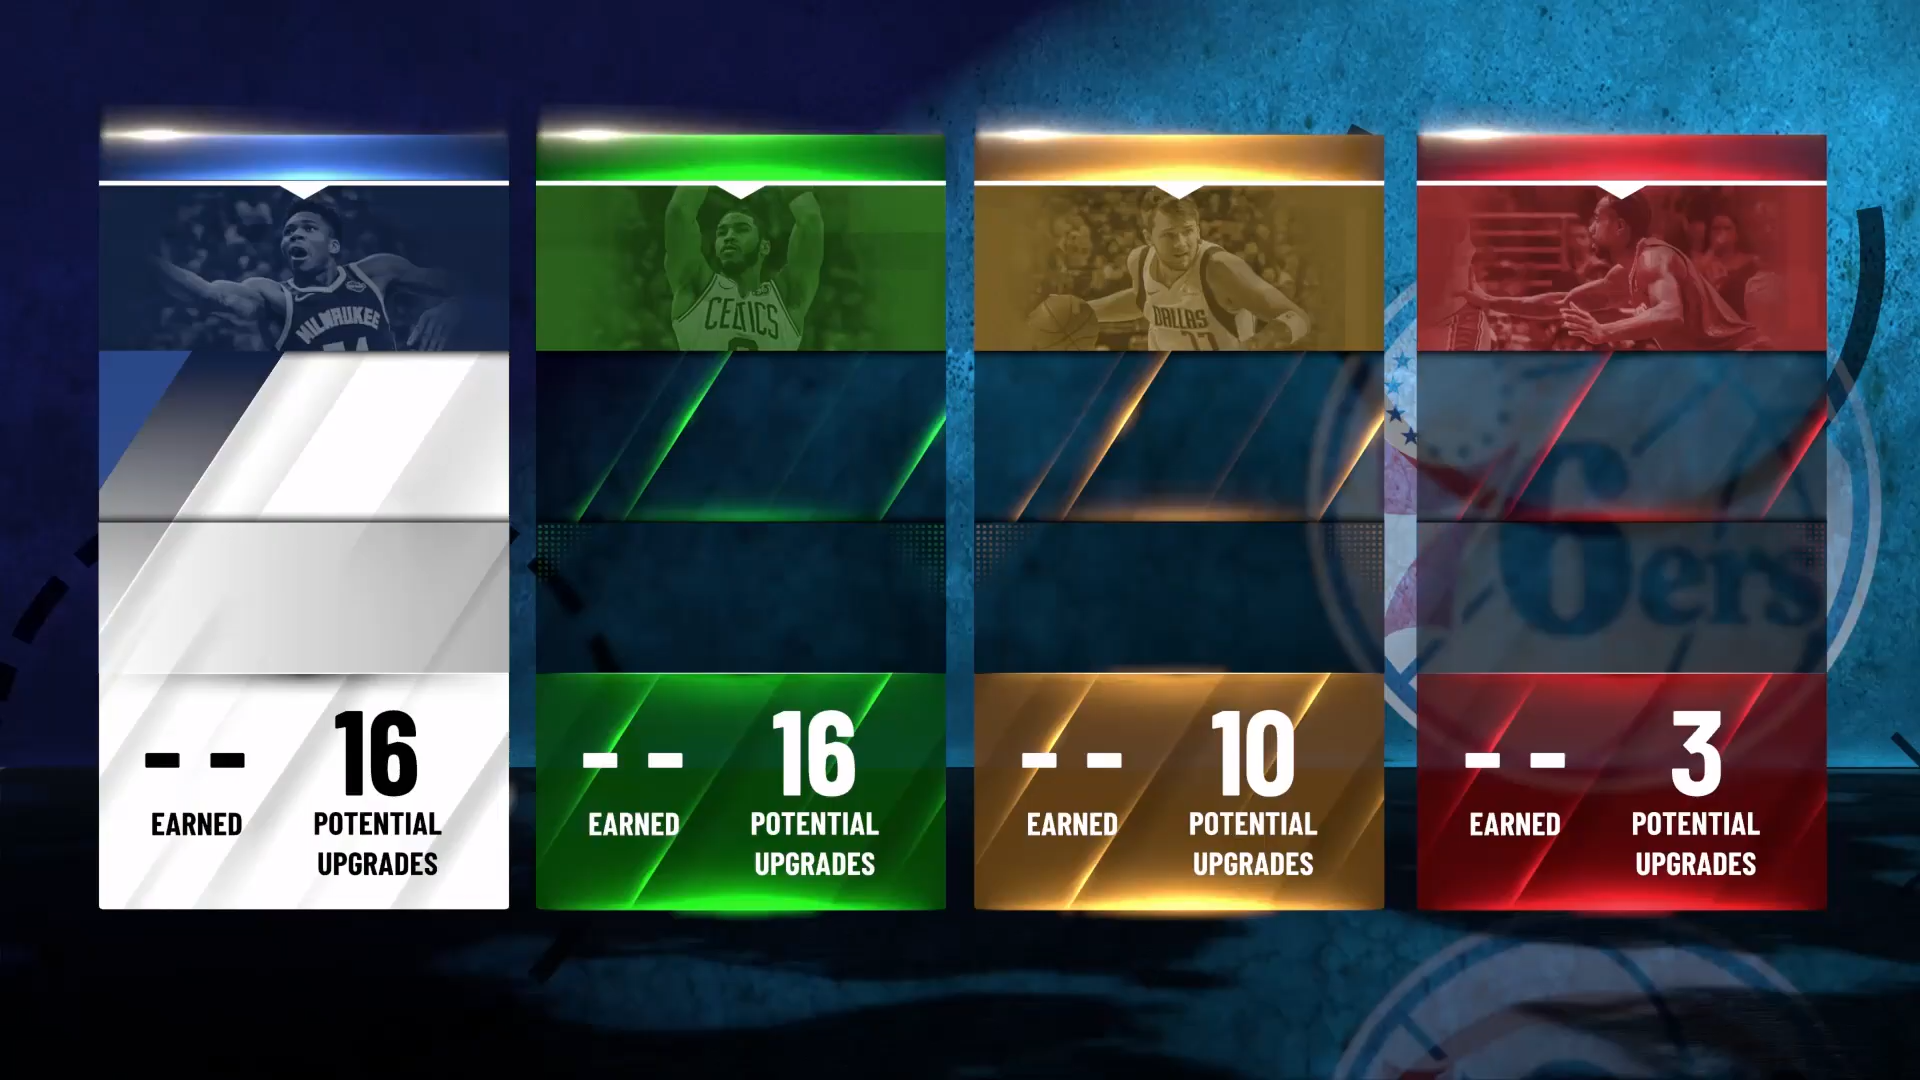 MILWAUKEE
CELTICS
DALLAS
6ers
-- 16
EARNED POTENTIAL
UPGRADES
-- 16
EARNED POTENTIAL
UPGRADES
-- 10
EARNED POTENTIAL
UPGRADES
-- 3
EARNED POTENTIAL
UPGRADES